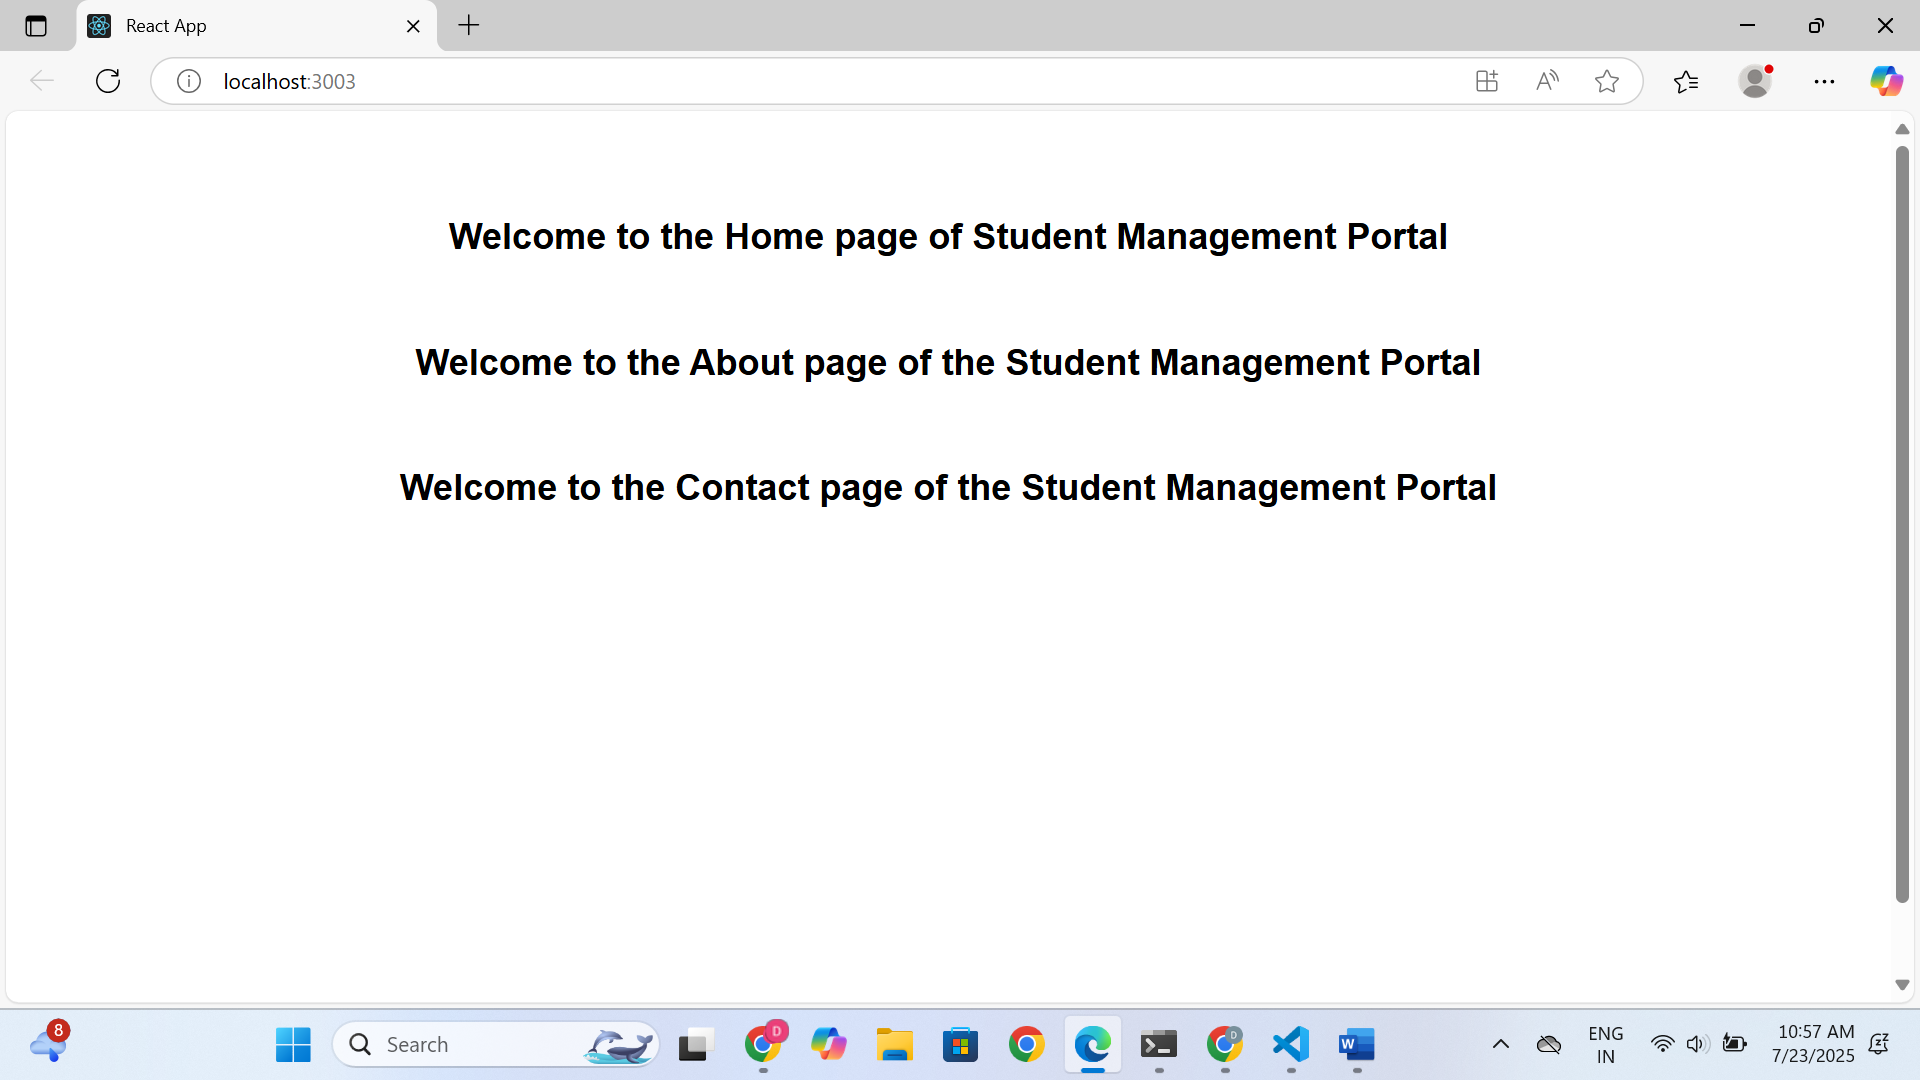 React App
localhost:3003
Welcome to the Home page of Student Management Portal
Welcome to the About page of the Student Management Portal
Welcome to the Contact page of the Student Management Portal
8
Search
D
D
W
ENG
IN
10:57 AM
7/23/2025